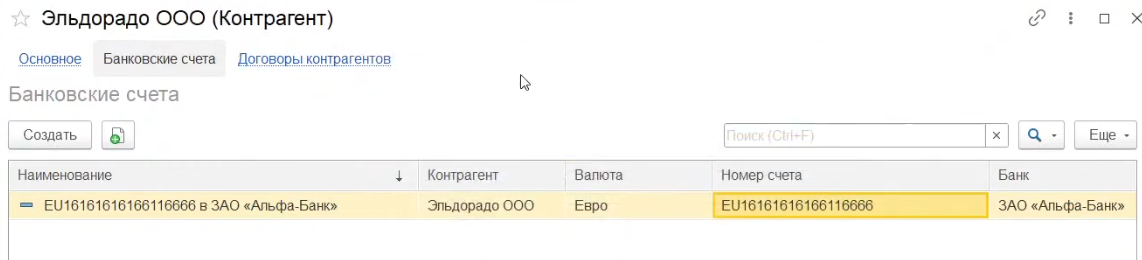 Эльдорадо ООО (Контрагент)
Основное Банковские счета Договоры контрагентов
Банковские счета
Создать Поиск (Ctrl+F) Еще
Наименование Контрагент Валюта Номер счета Банк
EU16161616166116666 в ЗАО «Альфа-Банк» Эльдорадо ООО Евро EU16161616166116666 ЗАО «Альфа-Банк»